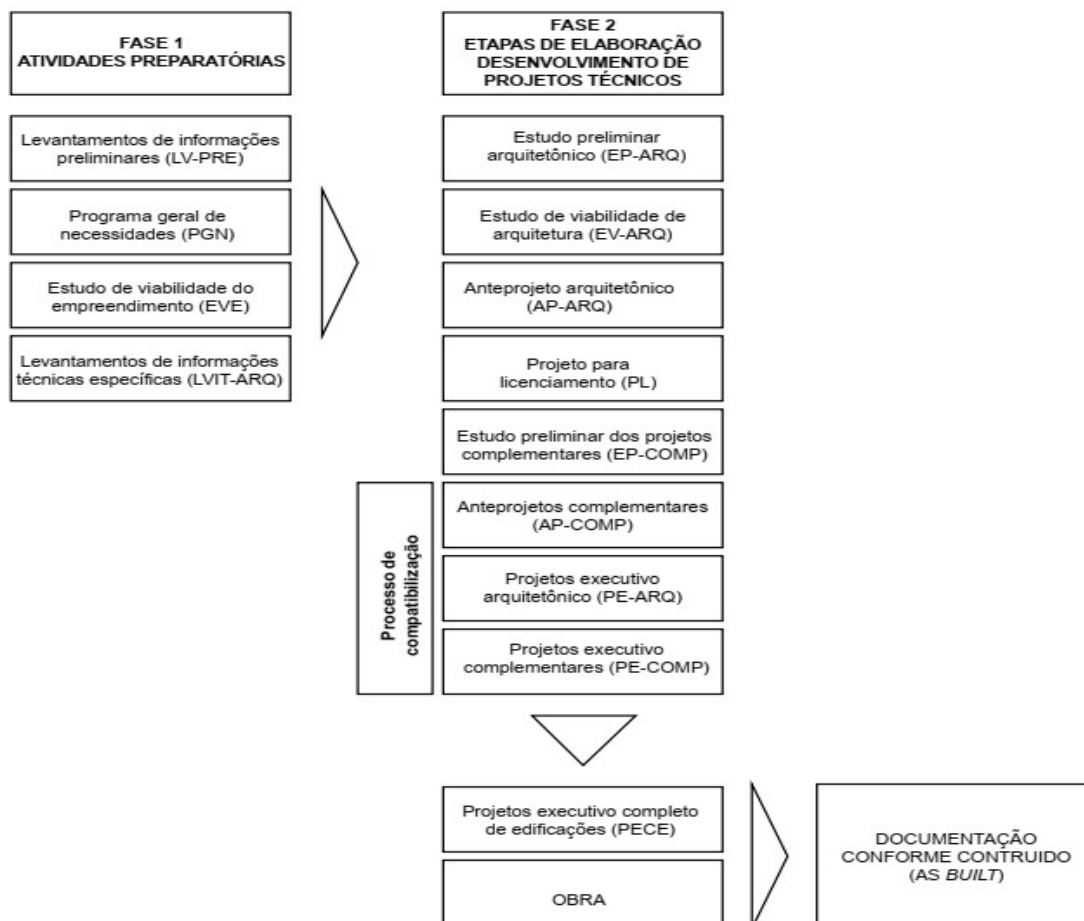 FASE 1
ATIVIDADES PREPARATÓRIAS
Levantamentos de informações
preliminares (LV-PRE)
Programa geral de
necessidades (PGN)
Estudo de viabilidade do
empreendimento (EVE)
Levantamentos de informações
técnicas específicas (LVIT-ARQ)
FASE 2
ETAPAS DE ELABORAÇÃO
DESENVOLVIMENTO DE
PROJETOS TÉCNICOS
Estudo preliminar
arquitetônico (EP-ARQ)
Estudo de viabilidade de
arquitetura (EV-ARQ)
Anteprojeto arquitetônico
(AP-ARQ)
Projeto para
licenciamento (PL)
Estudo preliminar dos projetos
complementares (EP-COMP)
Processo de
compatibilização
Anteprojetos complementares
(AP-COMP)
Projetos executivo
arquitetônico (PE-ARQ)
Projetos executivo
complementares (PE-COMP)
Projetos executivo completo
de edificações (PECE)
OBRA
DOCUMENTAÇÃO
CONFORME CONTRUIDO
(AS BUILT)